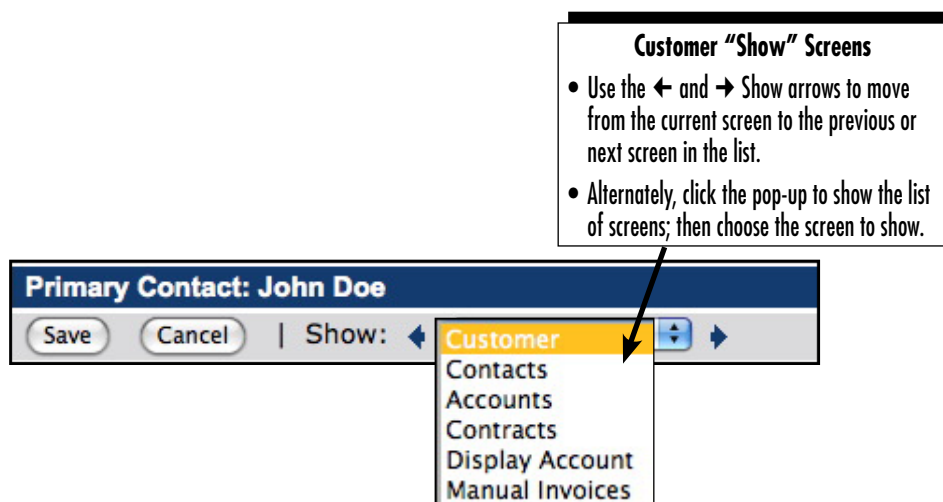 Customer “Show” Screens
• Use the ← and → Show arrows to move
from the current screen to the previous or
next screen in the list.
• Alternately, click the pop-up to show the list
of screens; then choose the screen to show.
Primary Contact: John Doe
Save Cancel | Show:
Customer
Contacts
Accounts
Contracts
Display Account
Manual Invoices